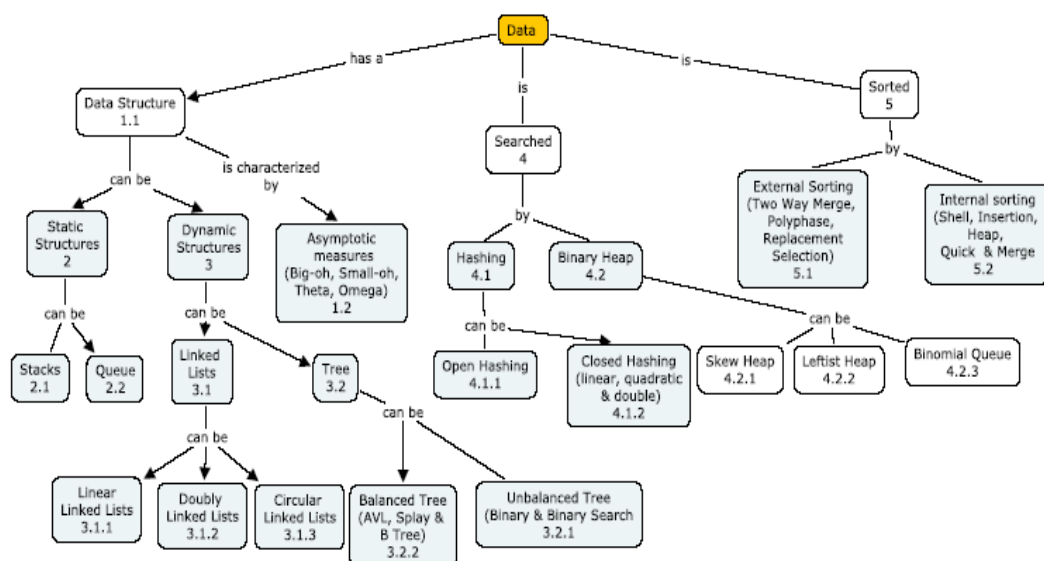 Data
has a
is
is
Data Structure
1.1
Searched
4
Sorted
5
can be
is characterized
by
by
by
Static
Structures
2
Dynamic
Structures
3
Asymptotic
measures
(Big-oh, Small-oh,
Theta, Omega)
1.2
Hashing
4.1
Binary Heap
4.2
External Sorting
(Two Way Merge,
Polyphase,
Replacement
Selection)
5.1
Internal sorting
(Shell, Insertion,
Heap,
Quick & Merge
5.2
can be
can be
can be
can be
Stacks
2.1
Queue
2.2
Linked
Lists
3.1
Tree
3.2
Open Hashing
4.1.1
Closed Hashing
(linear, quadratic
& double)
4.1.2
Skew Heap
4.2.1
Leftist Heap
4.2.2
Binomial Queue
4.2.3
can be
can be
Linear
Linked Lists
3.1.1
Doubly
Linked Lists
3.1.2
Circular
Linked Lists
3.1.3
Balanced Tree
(AVL, Splay &
B Tree)
3.2.2
Unbalanced Tree
(Binary & Binary Search
3.2.1